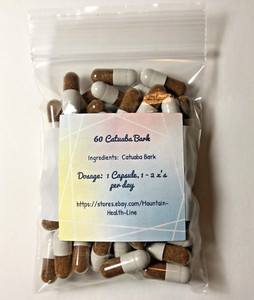 60 Catuaba Bark
Ingredients: Catuaba Bark
Dosage: 1 Capsule, 1 - 2 x's
per day
https://stores.ebay.com/Mountain-
Health-Line